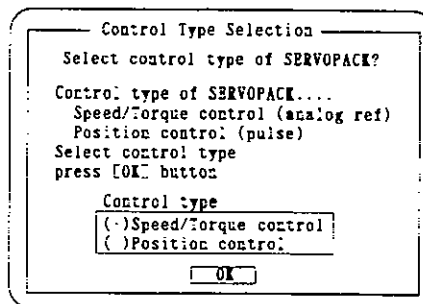 Control Type Selection
Select control type of SERVOPACK?
Control type of SERVOPACK....
Speed/Torque control (analog ref)
Position control (pulse)
Select control type
press [OK] button
Control type
(·)Speed/Torque control
( )Position control
OK